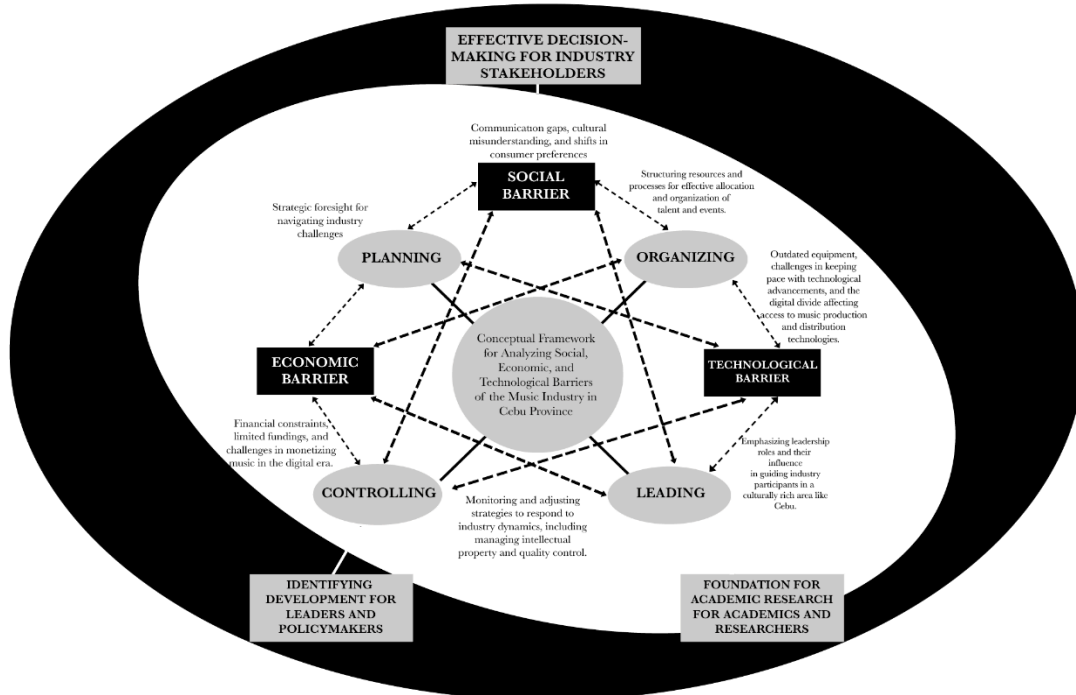 EFFECTIVE DECISION-
MAKING FOR INDUSTRY
STAKEHOLDERS
Communication gaps, cultural
misunderstanding, and shifts in
consumer preferences
SOCIAL
BARRIER
Structuring resources and
processes for effective allocation
and organization of
talent and events.
Strategic foresight for
navigating industry
challenges
PLANNING
ORGANIZING
Outdated equipment,
challenges in keeping
pace with technological
advancements, and the
digital divide affecting
access to music production
and distribution
technologies.
Conceptual Framework
for Analyzing Social,
Economic, and
Technological Barriers
of the Music Industry in
Cebu Province
ECONOMIC
BARRIER
TECHNOLOGICAL
BARRIER
Financial constraints,
limited fundings, and
challenges in monetizing
music in the digital era.
Emphasizing leadership
roles and their
influence
in guiding industry
participants in a
culturally rich area like
Cebu.
CONTROLLING
LEADING
Monitoring and adjusting
strategies to respond to
industry dynamics, including
managing intellectual
property and quality control.
IDENTIFYING
DEVELOPMENT FOR
LEADERS AND
POLICYMAKERS
FOUNDATION FOR
ACADEMIC RESEARCH
FOR ACADEMICS AND
RESEARCHERS